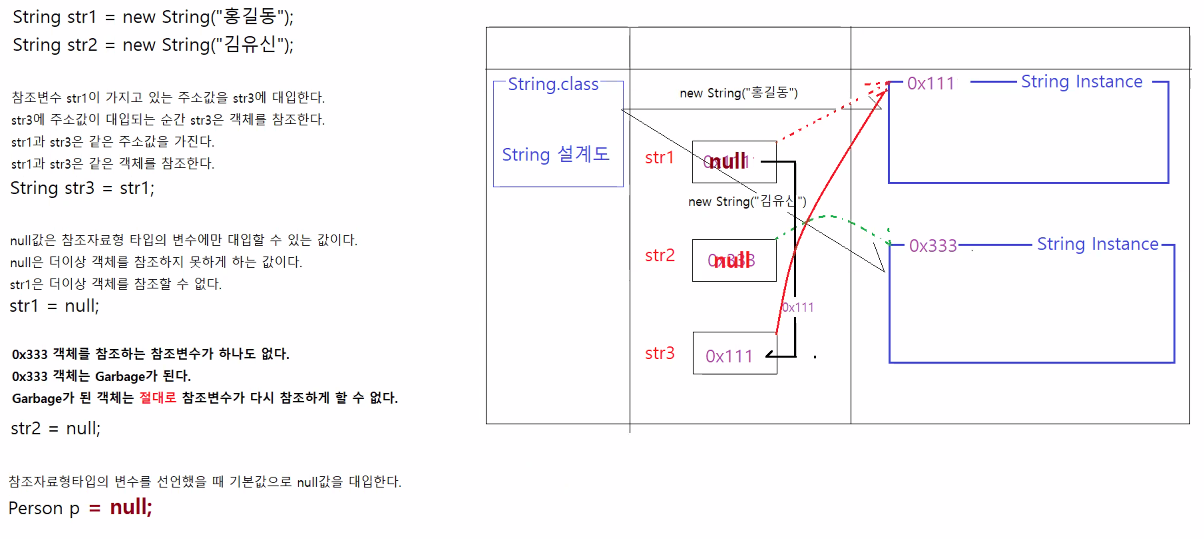 String str1 = new String("홍길동");
String str2 = new String("김유신");
참조변수 str1이 가지고 있는 주소값을 str3에 대입한다.
str3에 주소값이 대입되는 순간 str3은 객체를 참조한다.
str1과 str3은 같은 주소값을 가진다.
str1과 str3은 같은 객체를 참조한다.
String str3 = str1;
null값은 참조자료형 타입의 변수에만 대입할 수 있는 값이다.
null은 더이상 객체를 참조하지 못하게 하는 값이다.
str1은 더이상 객체를 참조할 수 없다.
str1 = null;
0x333 객체를 참조하는 참조변수가 하나도 없다.
0x333 객체는 Garbage가 된다.
Garbage가 된 객체는 절대로 참조변수가 다시 참조하게 할 수 없다.
str2 = null;
참조자료형타입의 변수를 선언했을 때 기본값으로 null값을 대입한다.
Person p = null;
String.class
String 설계도
new String("홍길동")
str1
null
new String("김유신")
str2
0x333
null
0x111
str3
0x111
0x111
String Instance
0x333
String Instance